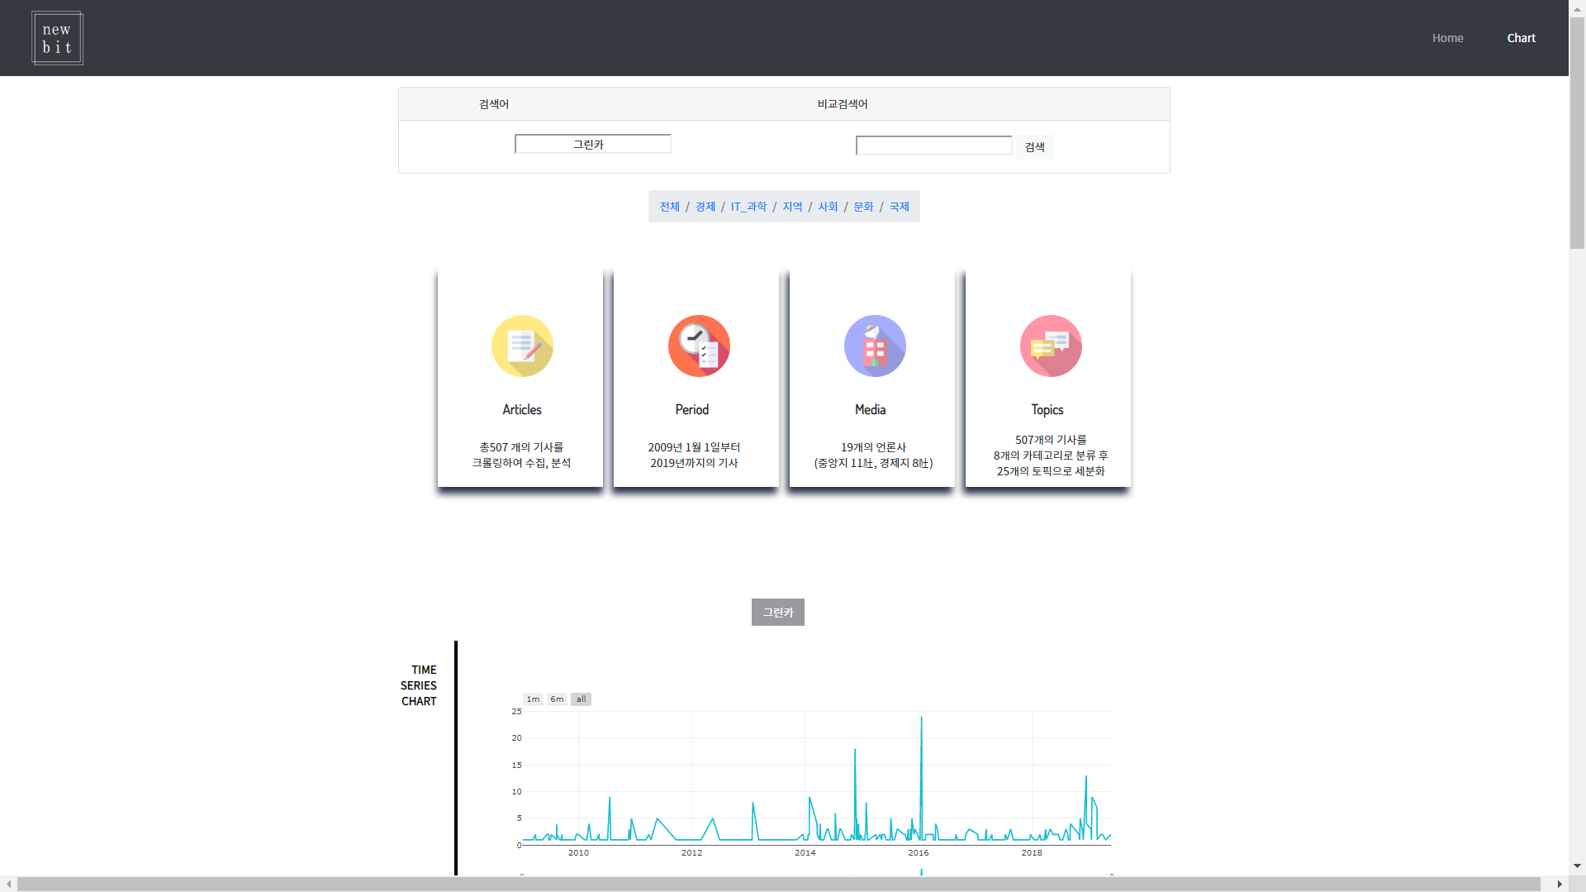 new
bit
Home
Chart
검색어
비교검색어
그린카
검색
전체 / 경제 / IT_과학 / 지역 / 사회 / 문화 / 국제
Articles
총507 개의 기사를
크롤링하여 수집, 분석
Period
2009년 1월 1일부터
2019년까지의 기사
Media
19개의 언론사
(중앙지 11社, 경제지 8社)
Topics
507개의 기사를
8개의 카테고리로 분류 후
25개의 토픽으로 세분화
그린카
TIME
SERIES
CHART
1m 6m all
25
20
15
10
5
0
2010 2012 2014 2016 2018